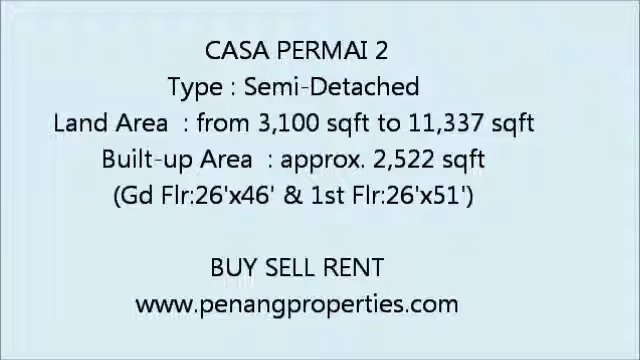 CASA PERMAI 2
Type : Semi-Detached
Land Area  : from 3,100 sqft to 11,337 sqft
Built-up Area  : approx. 2,522 sqft
(Gd Flr:26'x46' & 1st Flr:26'x51')
BUY SELL RENT
www.penangproperties.com